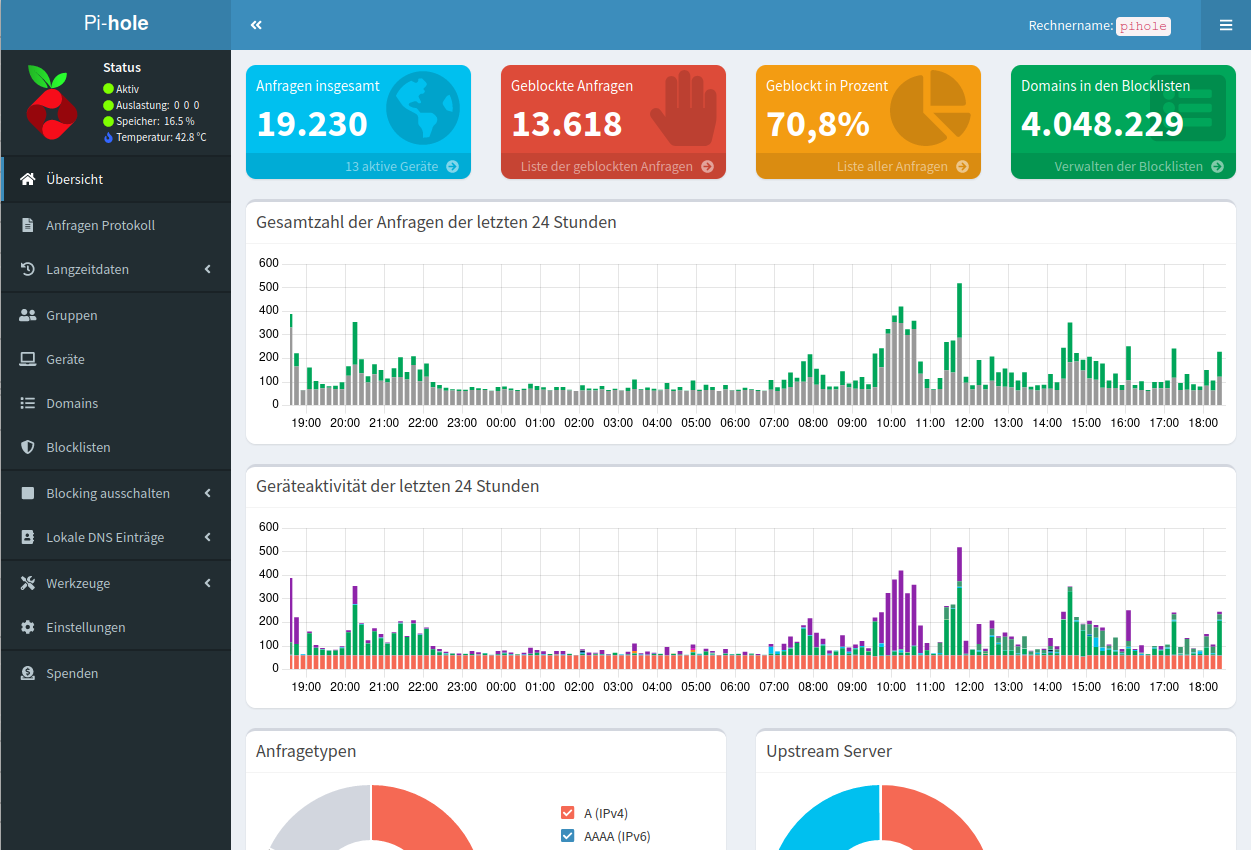 Pi-hole
Rechnername: pihole
Status
Aktiv
Auslastung: 0 0 0
Speicher: 16.5 %
Temperatur: 42.8 °C
Übersicht
Anfragen Protokoll
Langzeitdaten
Gruppen
Geräte
Domains
Blocklisten
Blocking ausschalten
Lokale DNS Einträge
Werkzeuge
Einstellungen
Spenden
Anfragen insgesamt
19.230
13 aktive Geräte
Geblockte Anfragen
13.618
Liste der geblockten Anfragen
Geblockt in Prozent
70,8%
Liste aller Anfragen
Domains in den Blocklisten
4.048.229
Verwalten der Blocklisten
Gesamtzahl der Anfragen der letzten 24 Stunden
600
500
400
300
200
100
0
19:00 20:00 21:00 22:00 23:00 00:00 01:00 02:00 03:00 04:00 05:00 06:00 07:00 08:00 09:00 10:00 11:00 12:00 13:00 14:00 15:00 16:00 17:00 18:00
Geräteaktivität der letzten 24 Stunden
600
500
400
300
200
100
0
19:00 20:00 21:00 22:00 23:00 00:00 01:00 02:00 03:00 04:00 05:00 06:00 07:00 08:00 09:00 10:00 11:00 12:00 13:00 14:00 15:00 16:00 17:00 18:00
Anfragetypen
A (IPv4)
AAAA (IPv6)
Upstream Server